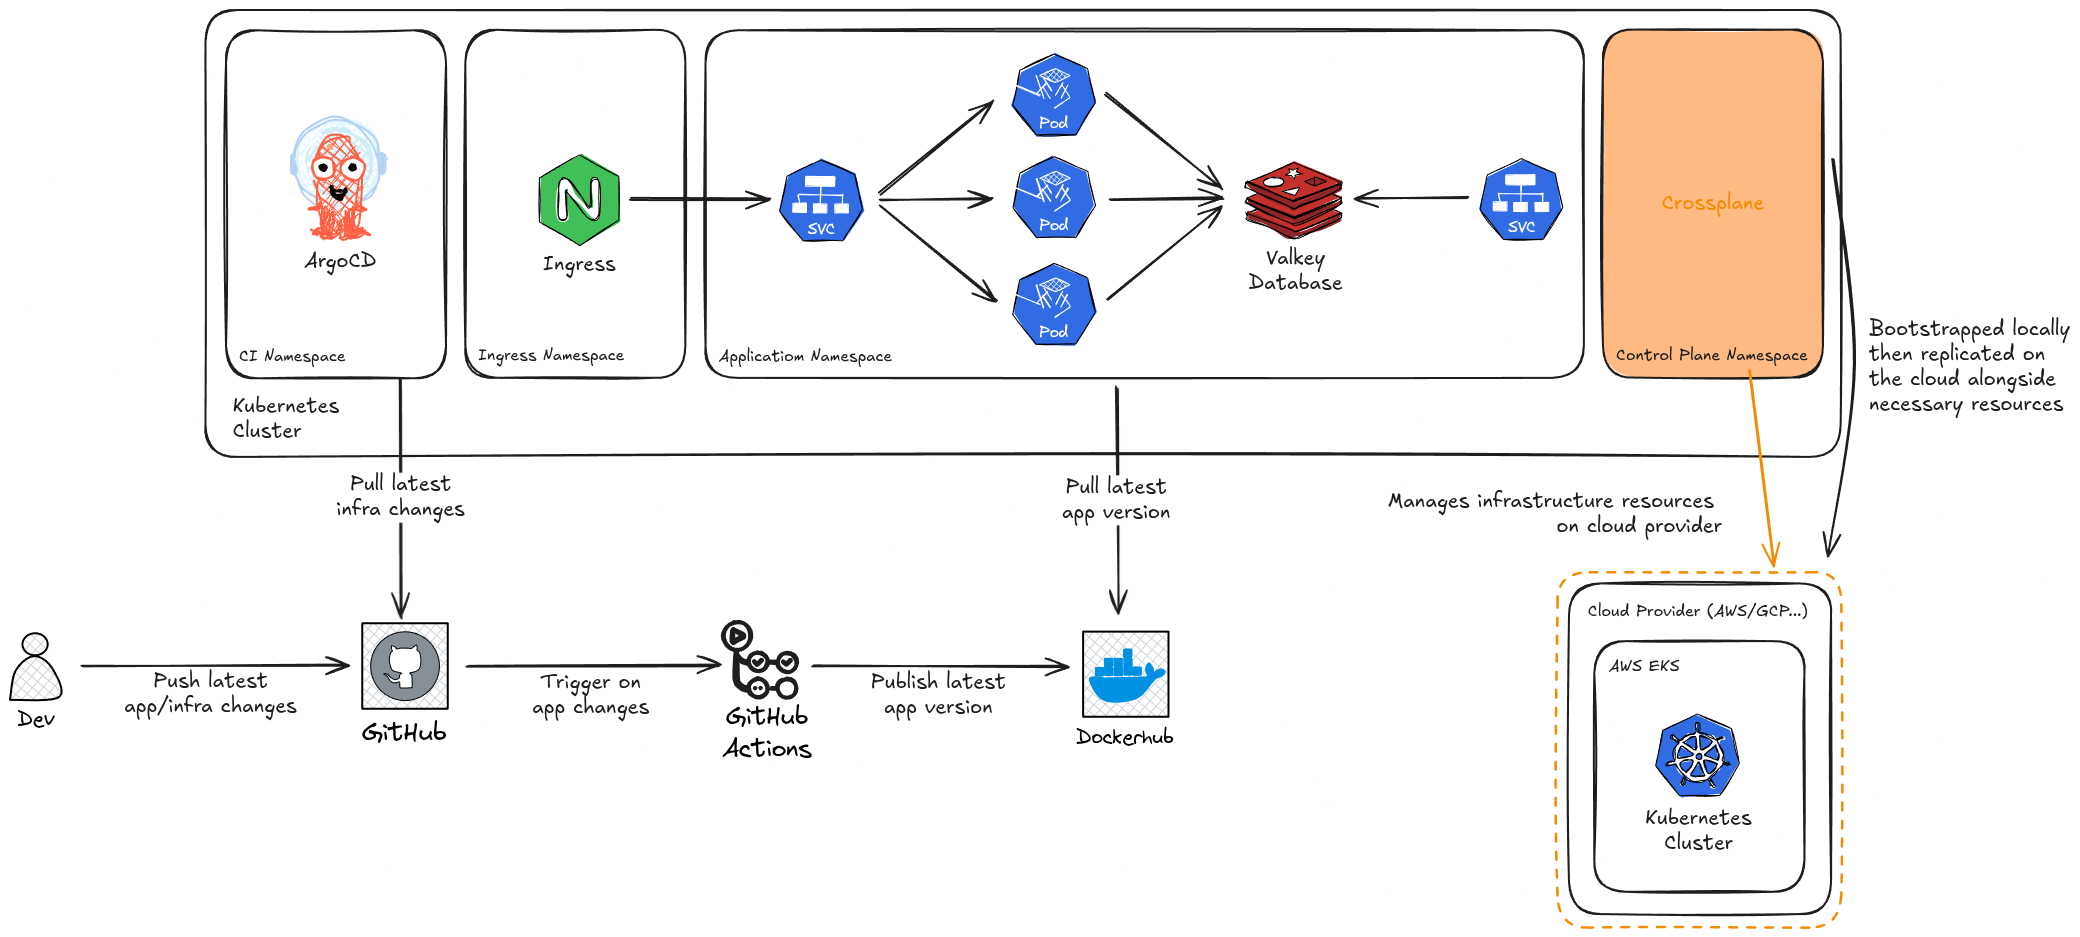 Pod
SVC
Pod
SVC
Crossplane
ArgoCD
Ingress
Valkey
Database
Pod
CI Namespace
Ingress Namespace
Application Namespace
Control Plane Namespace
Kubernetes
Cluster
Bootstrapped locally
then replicated on
the cloud alongside
necessary resources
Pull latest
infra changes
Pull latest
app version
Manages infrastructure resources
on cloud provider
Dev
Push latest
app/infra changes
GitHub
Trigger on
app changes
GitHub
Actions
Publish latest
app version
Dockerhub
Cloud Provider (AWS/GCP...)
AWS EKS
Kubernetes
Cluster